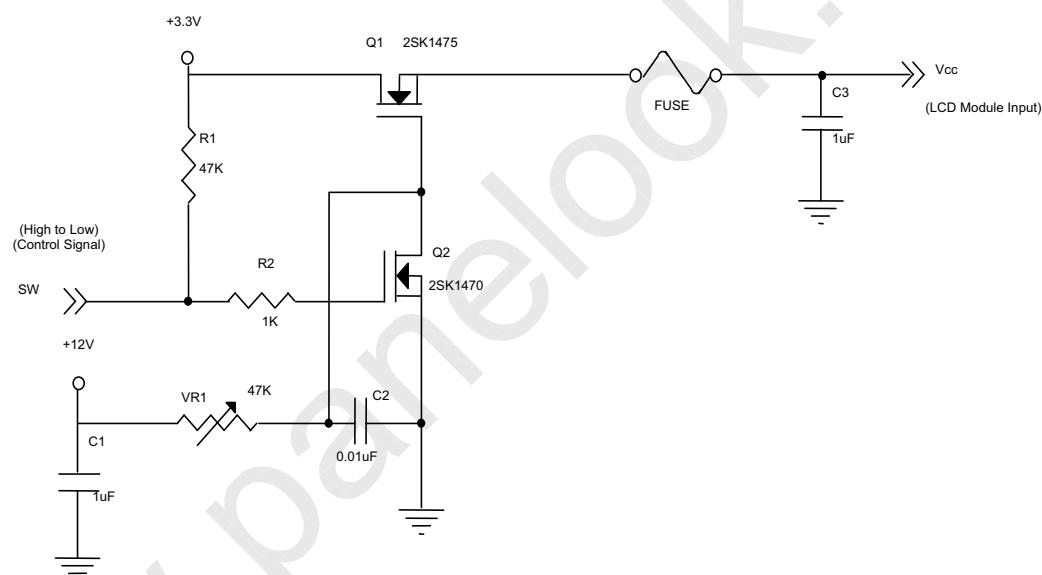 +3.3V
Q1 2SK1475
Vcc
FUSE
C3
(LCD Module Input)
R1
1uF
47K
(High to Low)
(Control Signal)
Q2
R2
2SK1470
SW
1K
+12V
VR1
47K
C2
C1
0.01uF
1uF
panelook.